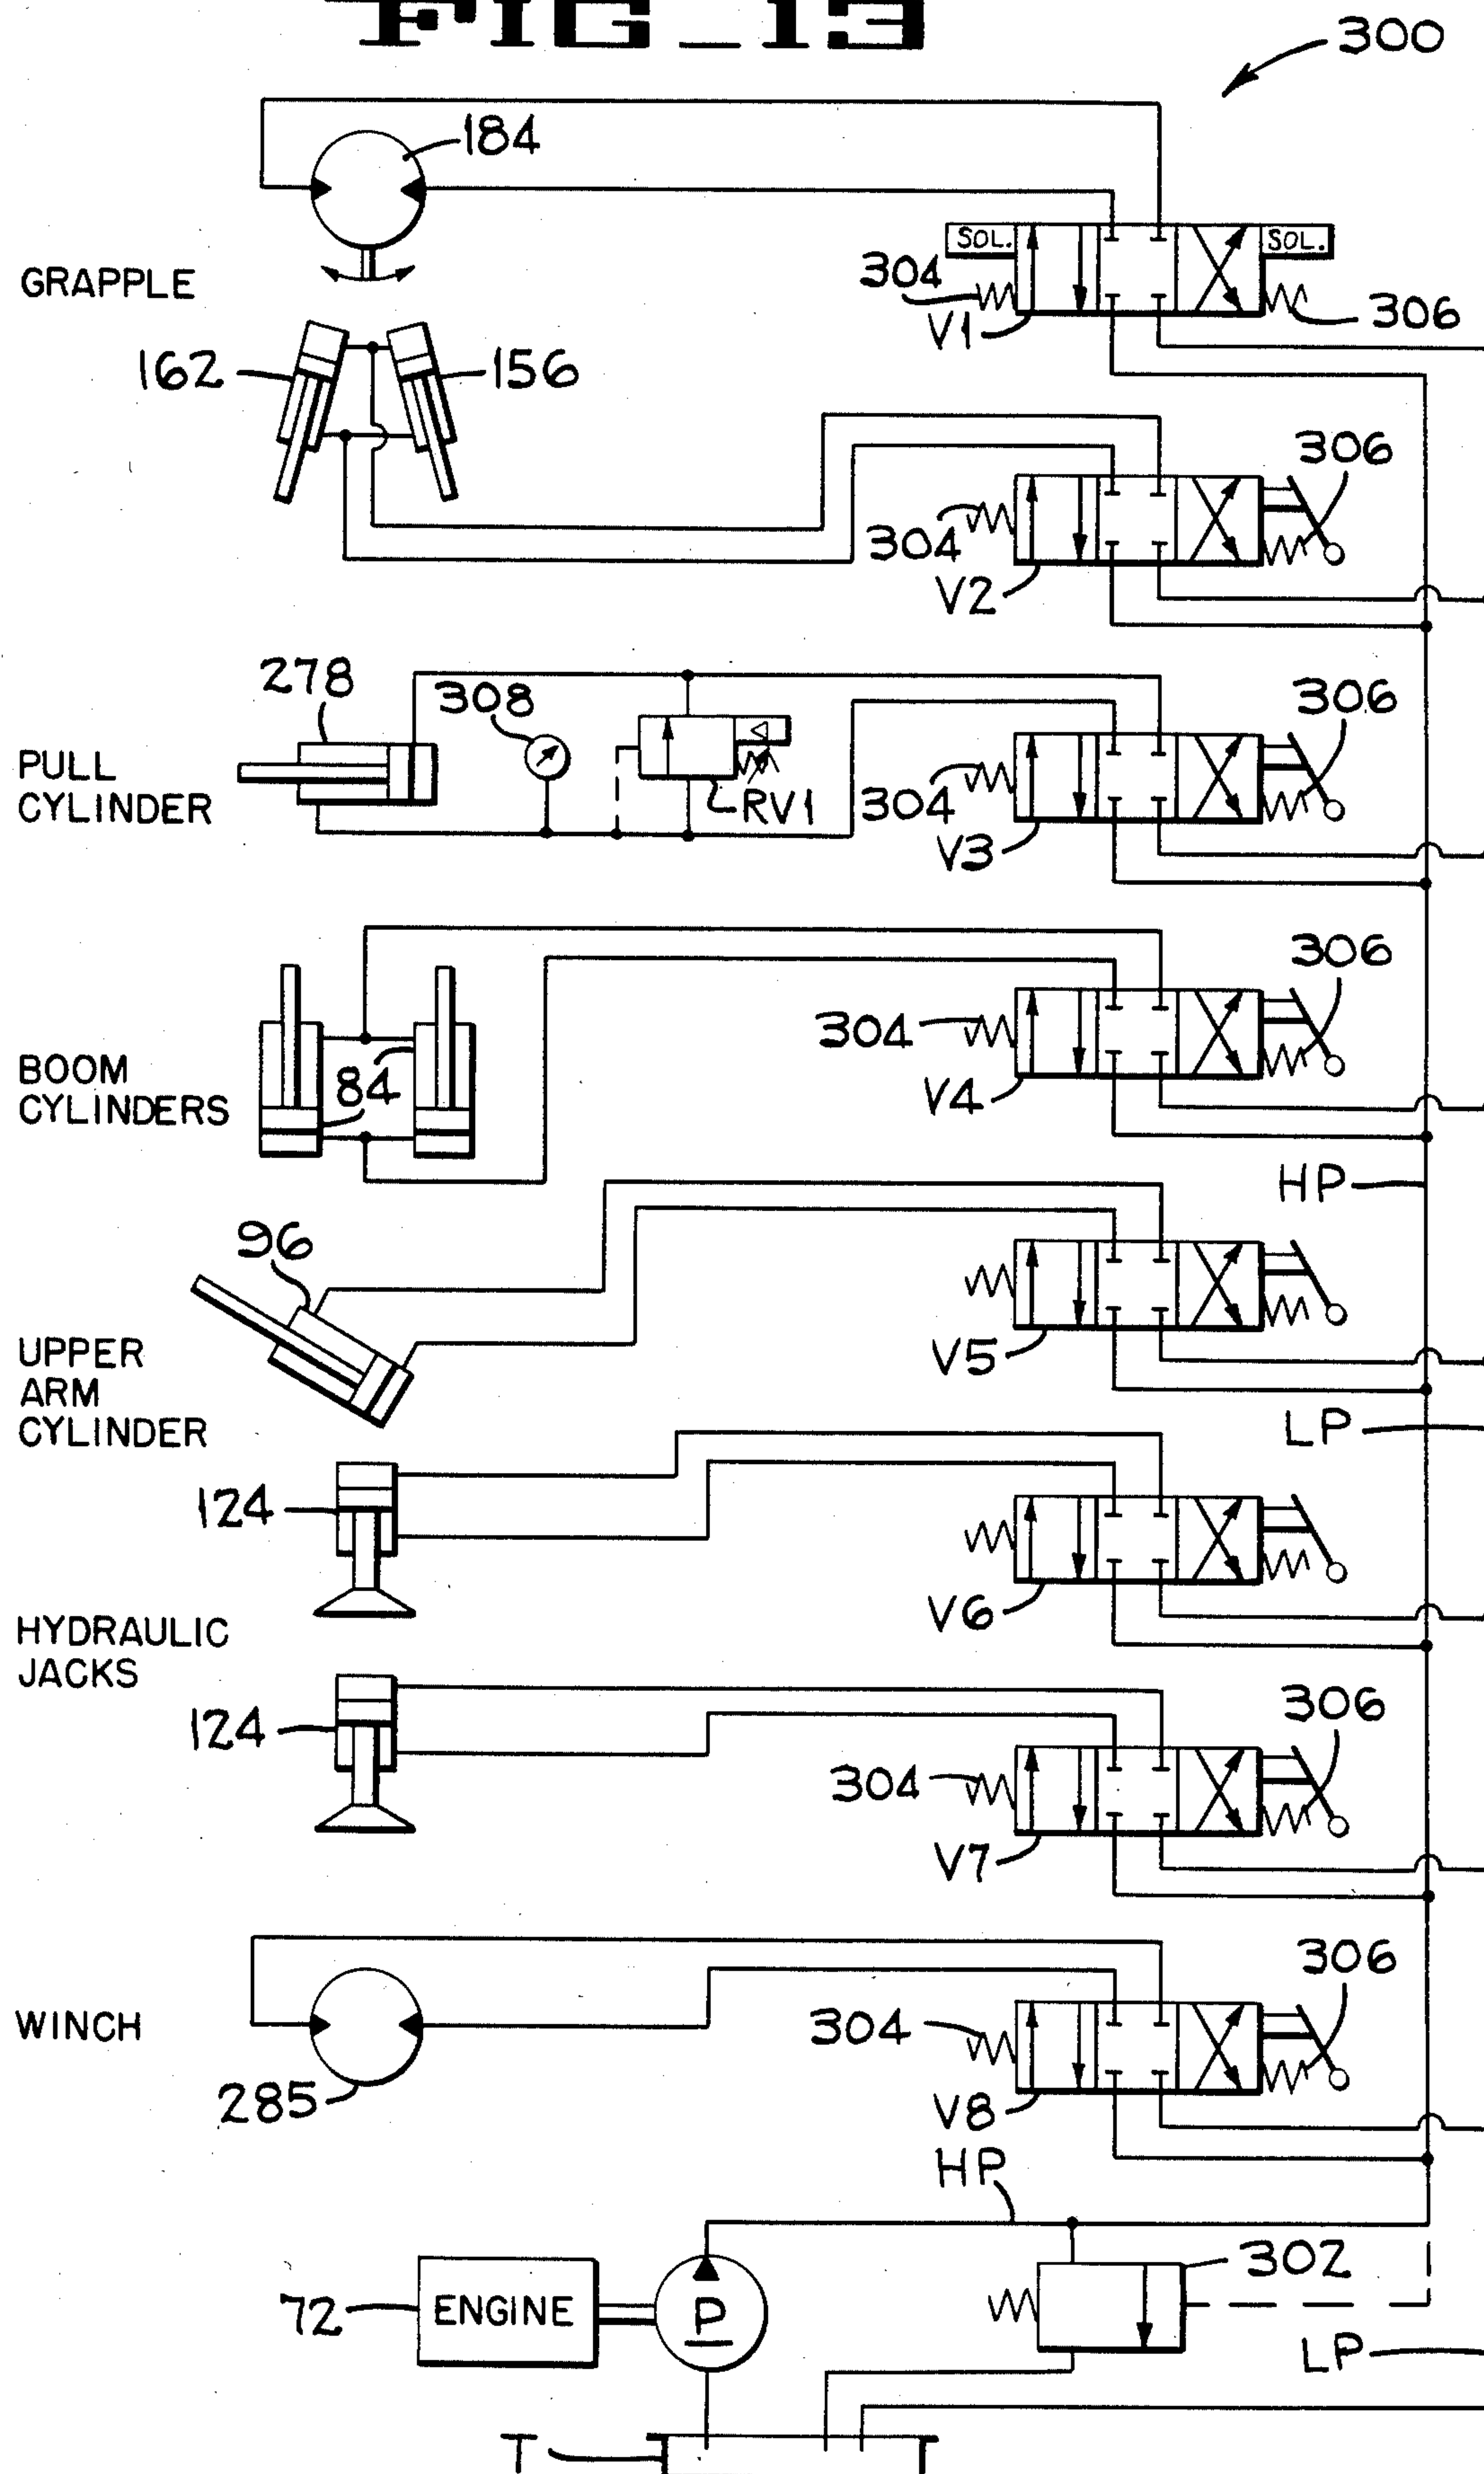 FIG_13
300
184
SOL. SOL.
GRAPPLE
304
306
V1
162 156
306
304
V2
278
308 306
PULL
CYLINDER
RV1 304
V3
306
304
BOOM
CYLINDERS
84
V4
HP
96
UPPER
ARM
CYLINDER
V5
LP
124
V6
HYDRAULIC
JACKS
306
124
304
V7
306
WINCH
304
285
V8
HP
302
72 ENGINE P
LP
T